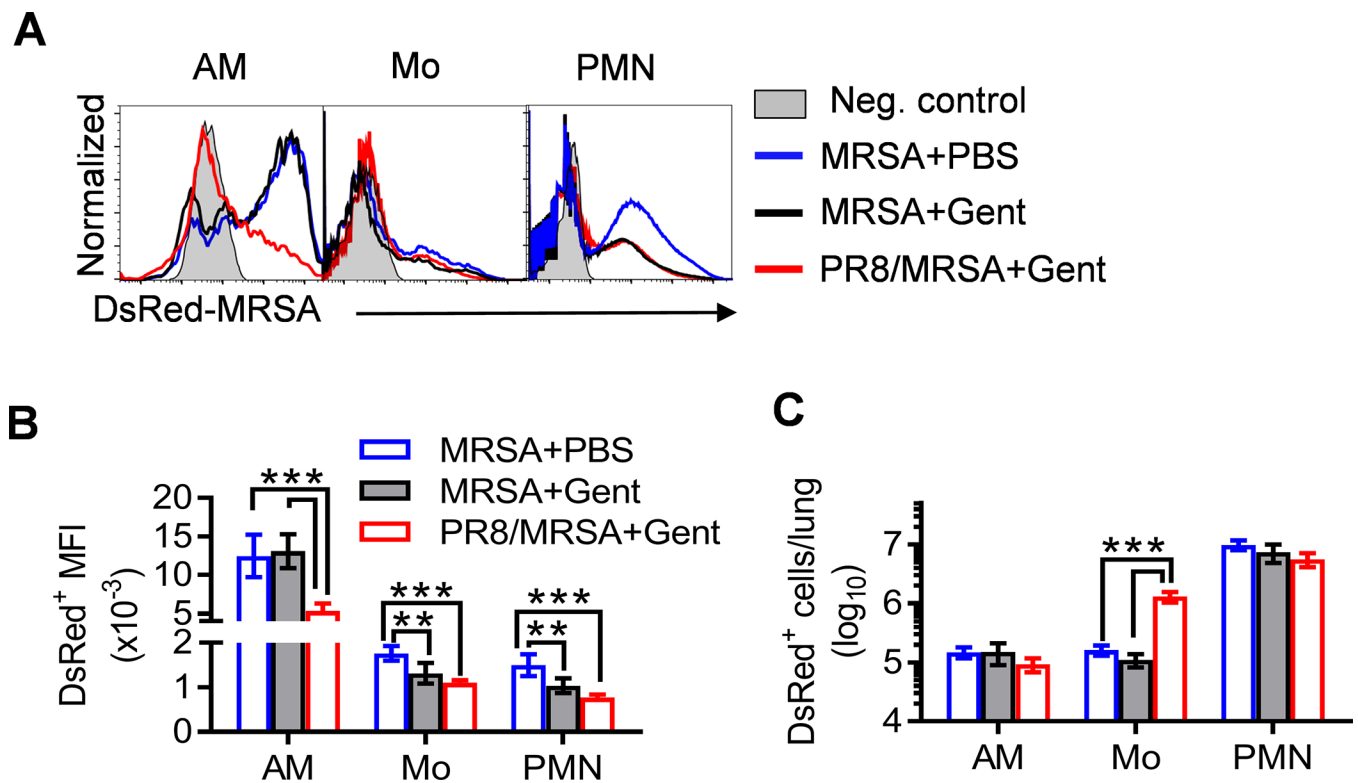 A
AM Mo PMN
Normalized
DsRed-MRSA
Neg. control
MRSA+PBS
MRSA+Gent
PR8/MRSA+Gent
B
MRSA+PBS
MRSA+Gent
PR8/MRSA+Gent
DsRed+ MFI
(x10-3)
20
15
10
5
2
1
0
***
***
**
***
**
AM Mo PMN
C
DsRed+ cells/lung
(log10)
7
6
5
4
***
AM Mo PMN